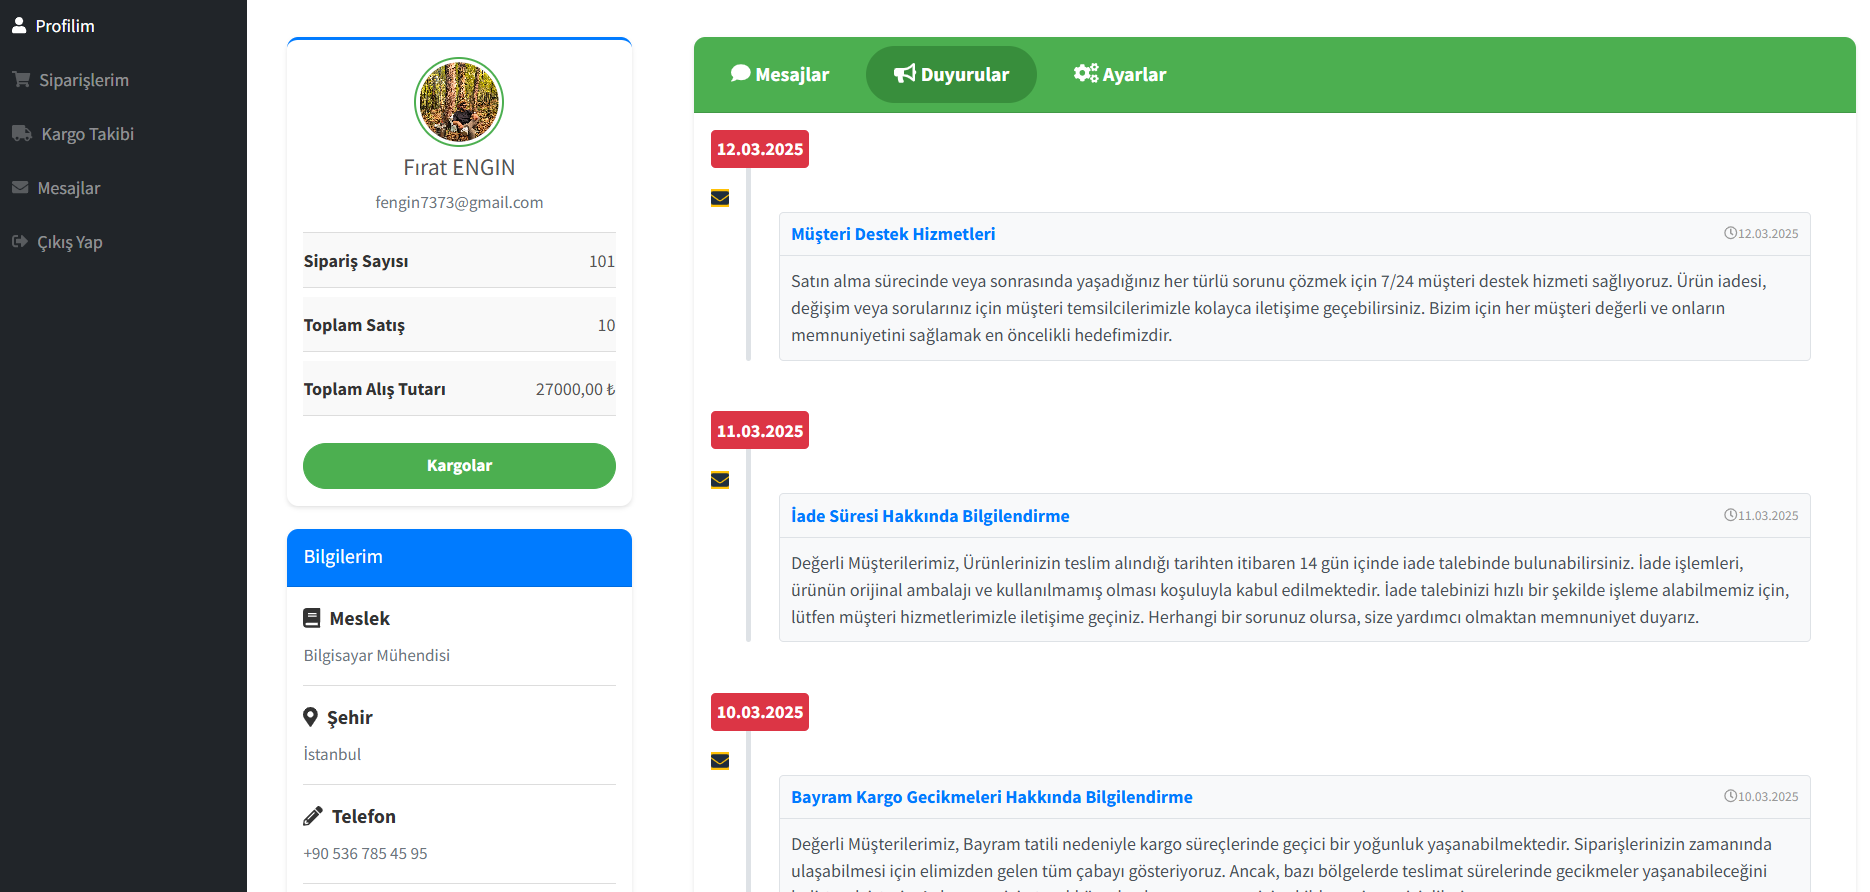 Profilim
Siparişlerim
Kargo Takibi
Mesajlar
Çıkış Yap
Fırat ENGIN
fengin7373@gmail.com
Sipariş Sayısı 101
Toplam Satış 10
Toplam Alış Tutarı 27000,00 ₺
Kargolar
Bilgilerim
Meslek
Bilgisayar Mühendisi
Şehir
İstanbul
Telefon
+90 536 785 45 95
Mesajlar Duyurular Ayarlar
12.03.2025
Müşteri Destek Hizmetleri 12.03.2025
Satın alma sürecinde veya sonrasında yaşadığınız her türlü sorunu çözmek için 7/24 müşteri destek hizmeti sağlıyoruz. Ürün iadesi,
değişim veya sorularınız için müşteri temsilcilerimizle kolayca iletişime geçebilirsiniz. Bizim için her müşteri değerli ve onların
memnuniyetini sağlamak en öncelikli hedefimizdir.
11.03.2025
İade Süresi Hakkında Bilgilendirme 11.03.2025
Değerli Müşterilerimiz, Ürünlerinizin teslim alındığı tarihten itibaren 14 gün içinde iade talebinde bulunabilirsiniz. İade işlemleri,
ürünün orijinal ambalajı ve kullanılmamış olması koşuluyla kabul edilmektedir. İade talebinizi hızlı bir şekilde işleme alabilmemiz için,
lütfen müşteri hizmetlerimizle iletişime geçiniz. Herhangi bir sorunuz olursa, size yardımcı olmaktan memnuniyet duyarız.
10.03.2025
Bayram Kargo Gecikmeleri Hakkında Bilgilendirme 10.03.2025
Değerli Müşterilerimiz, Bayram tatili nedeniyle kargo süreçlerinde geçici bir yoğunluk yaşanabilmektedir. Siparişlerinizin zamanında
ulaşabilmesi için elimizden gelen tüm çabayı gösteriyoruz. Ancak, bazı bölgelerde teslimat sürelerinde gecikmeler yaşanabileceğini